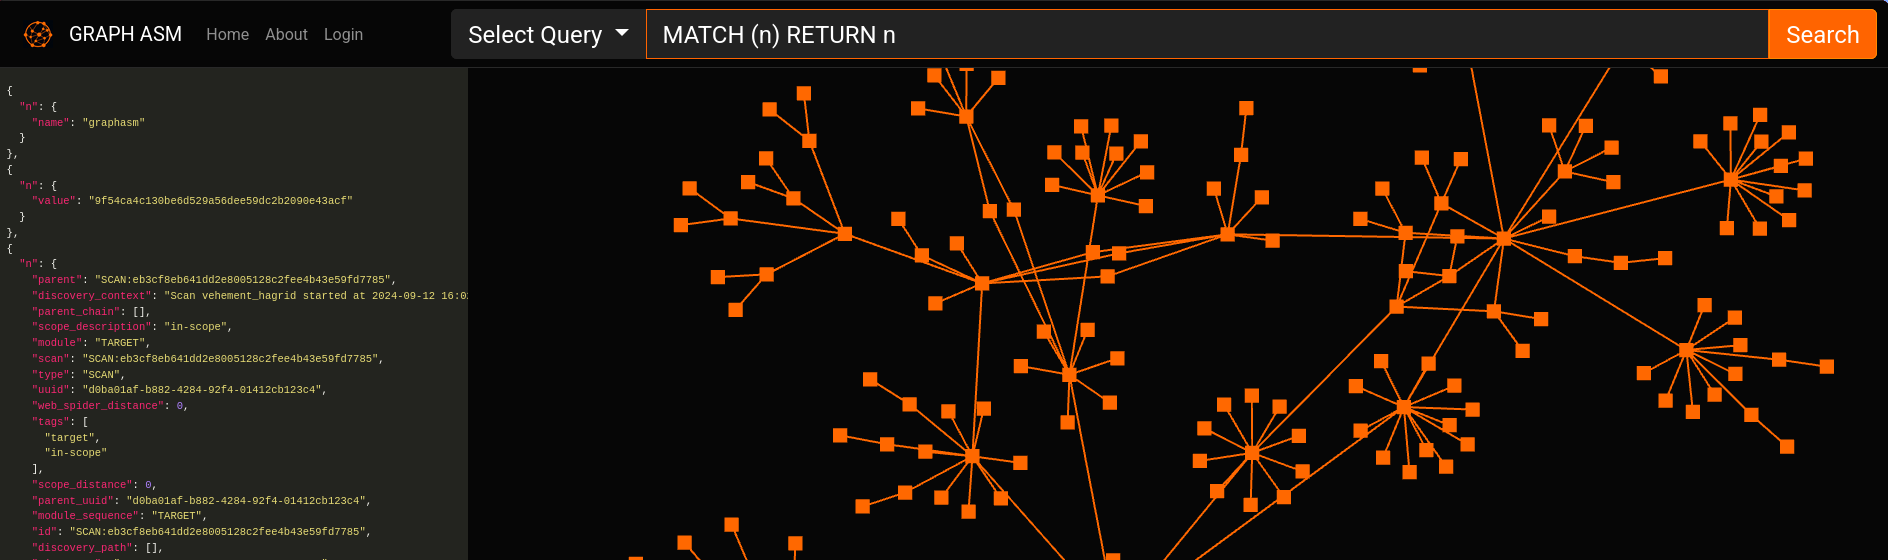 GRAPH ASM Home About Login Select Query MATCH (n) RETURN n Search
{
"n": {
"name": "graphasm"
}
},
{
"n": {
"value": "9f54ca4c130be6d529a56dee59dc2b2090e43acf"
}
},
{
"n": {
"parent": "SCAN:eb3cf8eb641dd2e8005128c2fee4b43e59fd7785",
"discovery_context": "Scan vehement_hagrid started at 2024-09-12 16:0
"parent_chain": [],
"scope_description": "in-scope",
"module": "TARGET",
"scan": "SCAN:eb3cf8eb641dd2e8005128c2fee4b43e59fd7785",
"type": "SCAN",
"uuid": "d0ba01af-b882-4284-92f4-01412cb123c4",
"web_spider_distance": 0,
"tags": [
"target",
"in-scope"
],
"scope_distance": 0,
"parent_uuid": "d0ba01af-b882-4284-92f4-01412cb123c4",
"module_sequence": "TARGET",
"id": "SCAN:eb3cf8eb641dd2e8005128c2fee4b43e59fd7785",
"discovery_path": [],